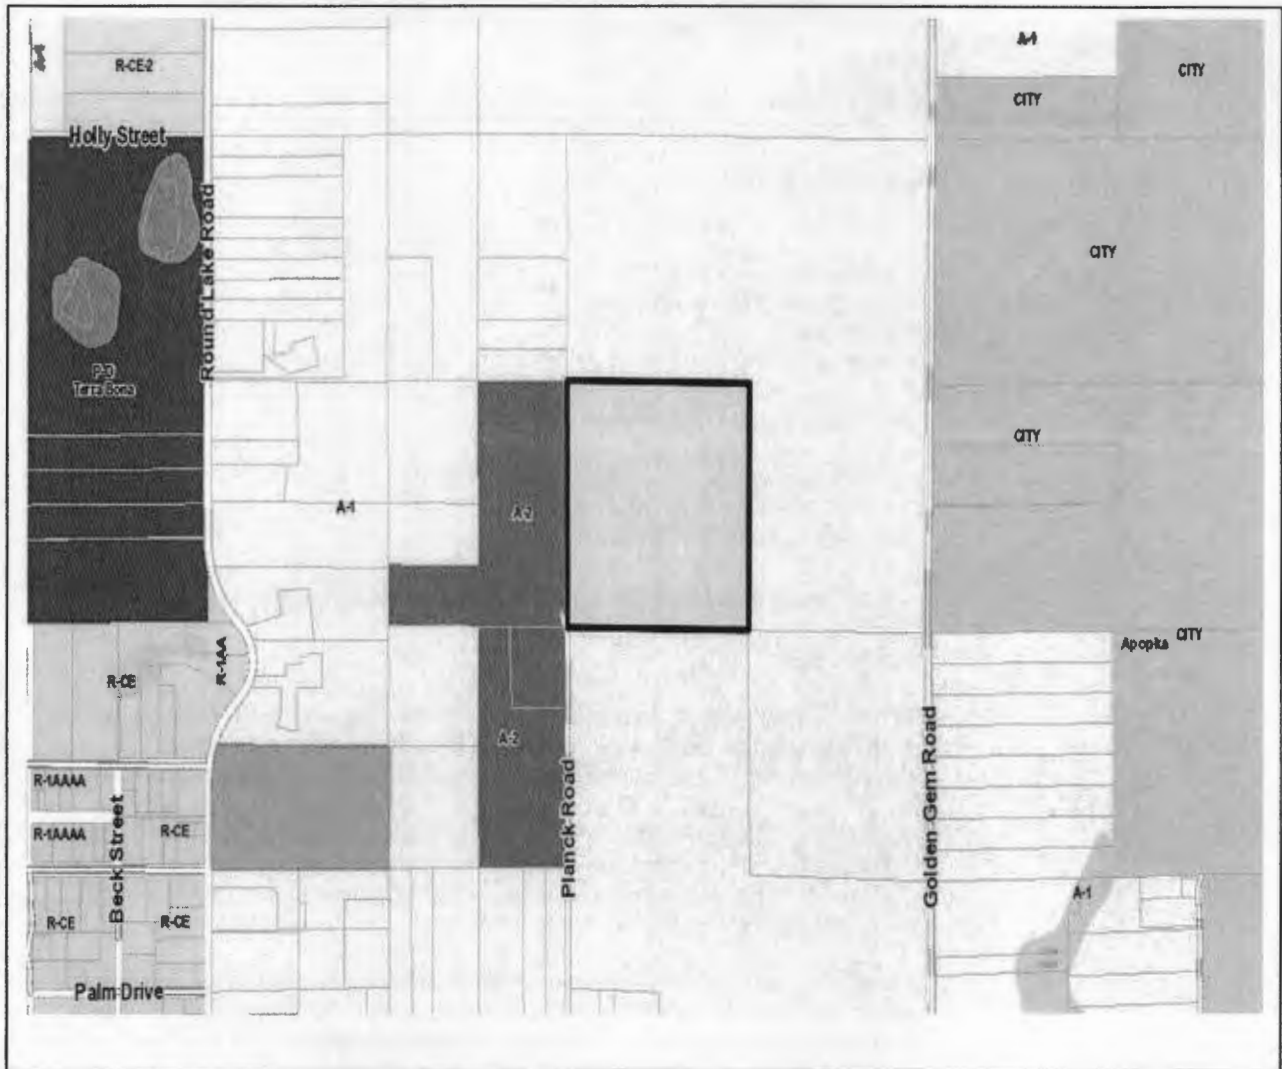 A-1
CITY
R-CE-2
CITY
Holly Street
Round Lake Road
CITY
P-D
Terra Bona
CITY
A-1
A-2
CITY
Apopka
R-CE
R-1AA
A-2
Golden Gem Road
Planck Road
R-1AAAA
R-1AAAA
R-CE
Beck Street
A-1
R-CE
R-CE
Palm Drive